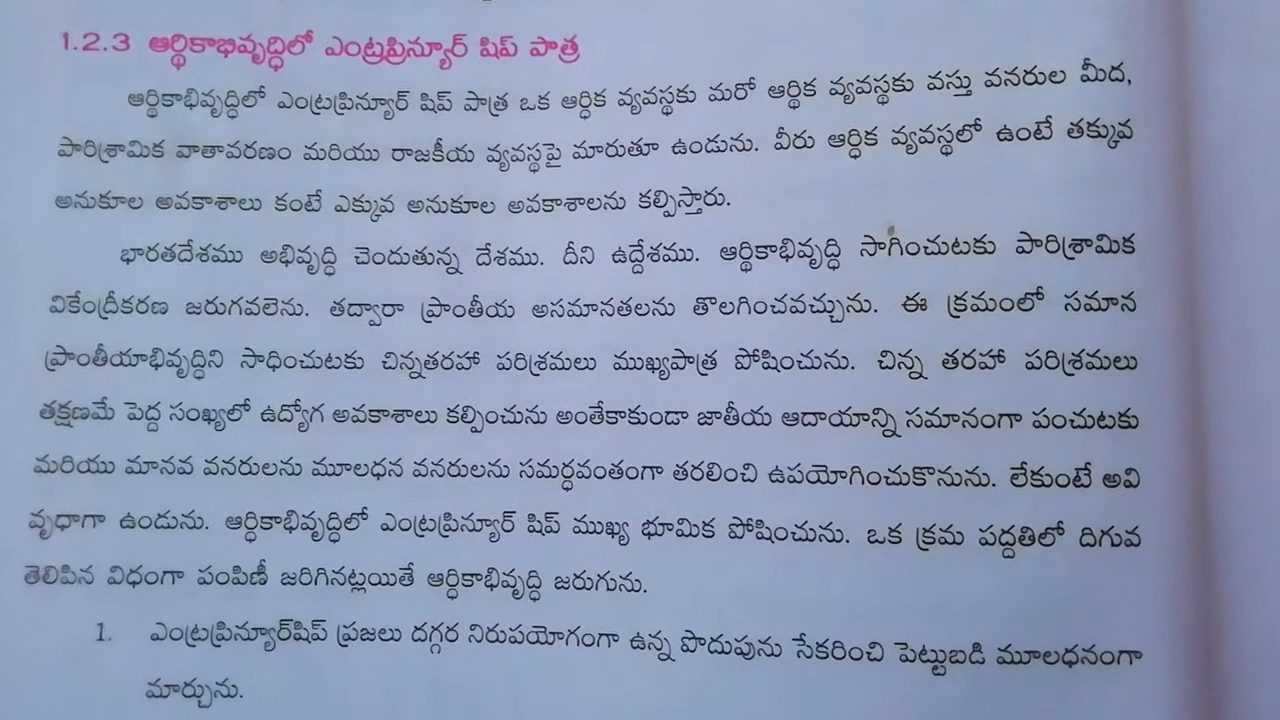 1.2.3 ఆర్థికాభివృద్ధిలో ఎంట్రప్రిన్యూర్ షిప్ పాత్ర
ఆర్థికాభివృద్ధిలో ఎంట్రప్రిన్యూర్ షిప్ పాత్ర ఒక ఆర్థిక వ్యవస్థకు మరో ఆర్థిక వ్యవస్థకు వస్తు వనరుల మీద,
పారిశ్రామిక వాతావరణం మరియు రాజకీయ వ్యవస్థపై మారుతూ ఉండును. వీరు ఆర్థిక వ్యవస్థలో ఉంటే తక్కువ
అనుకూల అవకాశాలు కంటే ఎక్కువ అనుకూల అవకాశాలను కల్పిస్తారు.
భారతదేశము అభివృద్ధి చెందుతున్న దేశము. దీని ఉద్దేశము. ఆర్థికాభివృద్ధి సాగించుటకు పారిశ్రామిక
వికేంద్రీకరణ జరుగవలెను. తద్వారా ప్రాంతీయ అసమానతలను తొలగించవచ్చును. ఈ క్రమంలో సమాన
ప్రాంతీయాభివృద్ధిని సాధించుటకు చిన్నతరహా పరిశ్రమలు ముఖ్యపాత్ర పోషించును. చిన్న తరహా పరిశ్రమలు
తక్షణమే పెద్ద సంఖ్యలో ఉద్యోగ అవకాశాలు కల్పించును అంతేకాకుండా జాతీయ ఆదాయాన్ని సమానంగా పంచుటకు
మరియు మానవ వనరులను మూలధన వనరులను సమర్ధవంతంగా తరలించి ఉపయోగించుకొనును. లేకుంటే అవి
వృధాగా ఉండును. ఆర్థికాభివృద్ధిలో ఎంట్రప్రిన్యూర్ షిప్ ముఖ్య భూమిక పోషించును. ఒక క్రమ పద్దతిలో దిగువ
తెలిపిన విధంగా పంపిణీ జరిగినట్లయితే ఆర్థికాభివృద్ధి జరుగును.
1. ఎంట్రప్రిన్యూర్‌షిప్ ప్రజలు దగ్గర నిరుపయోగంగా ఉన్న పొదుపును సేకరించి పెట్టుబడి మూలధనంగా
మార్చును.